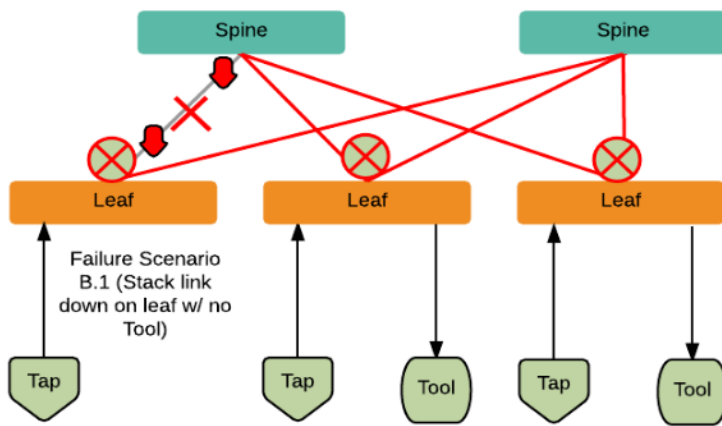 Spine
Spine
Leaf
Leaf
Leaf
Failure Scenario
B.1 (Stack link
down on leaf w/ no
Tool)
Tap
Tap
Tool
Tap
Tool